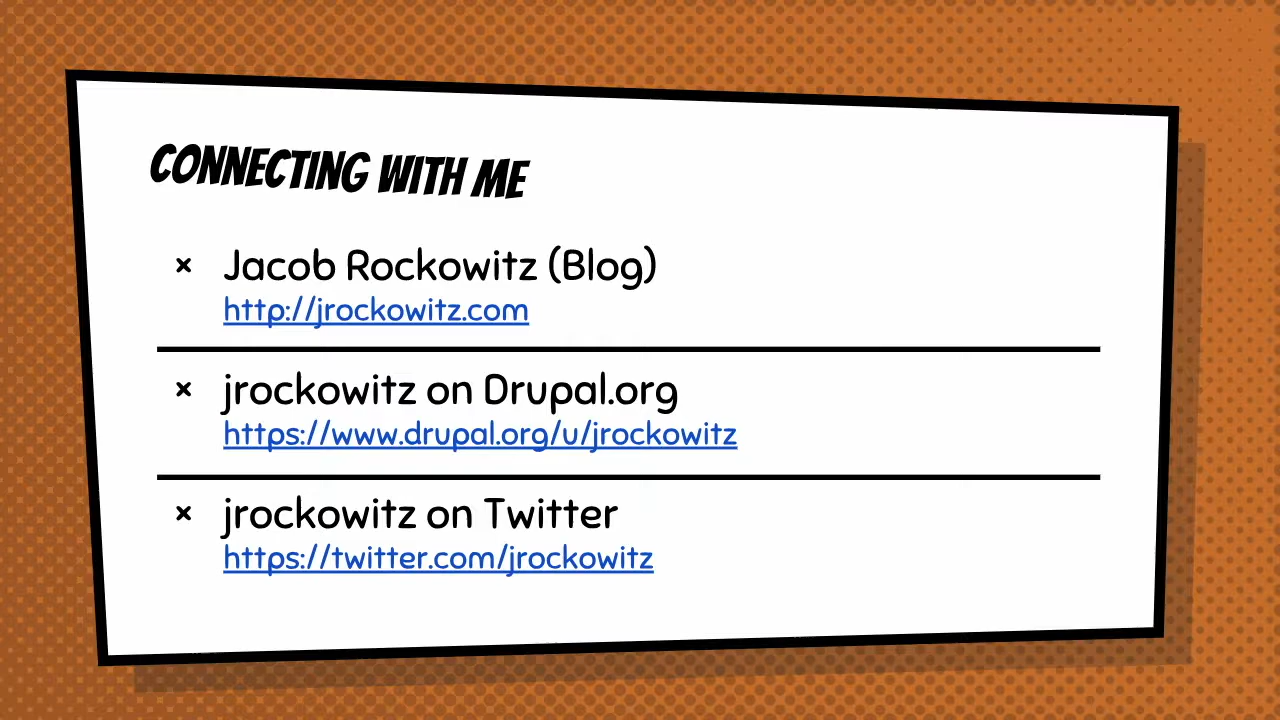 CONNECTING WITH ME
× Jacob Rockowitz (Blog)
http://jrockowitz.com
× jrockowitz on Drupal.org
https://www.drupal.org/u/jrockowitz
× jrockowitz on Twitter
https://twitter.com/jrockowitz